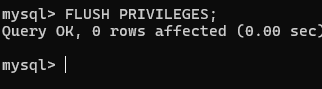 mysql> FLUSH PRIVILEGES;
Query OK, 0 rows affected (0.00 sec)
mysql>